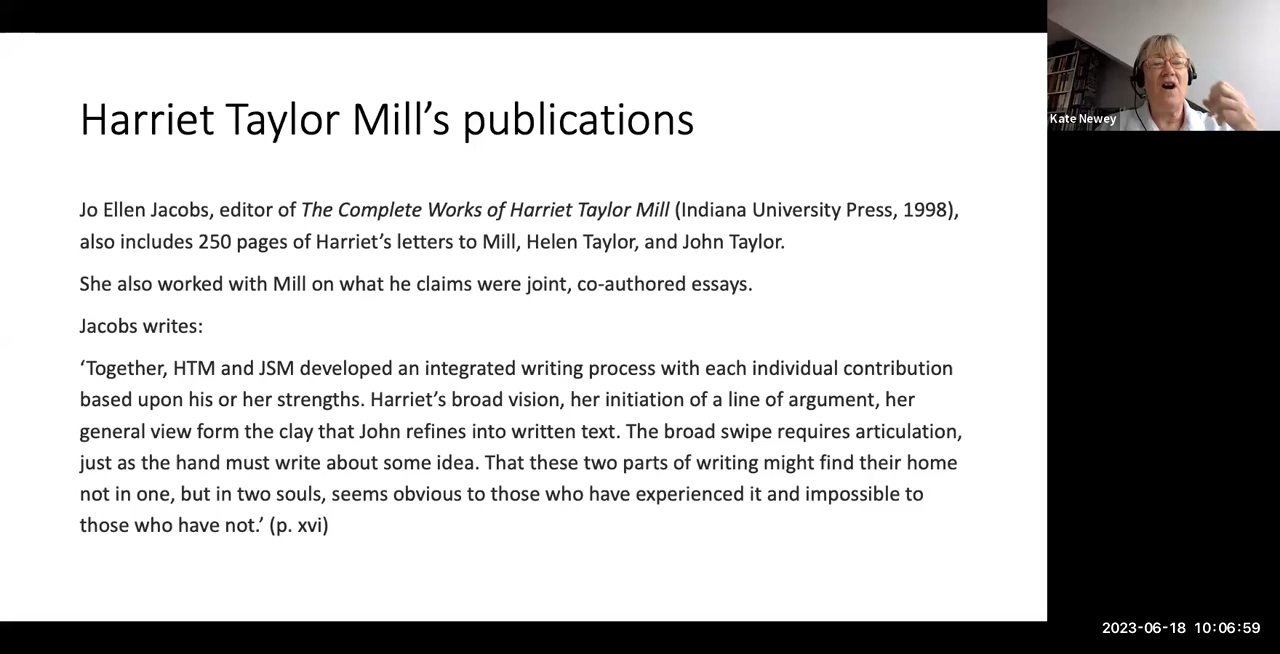 Harriet Taylor Mill’s publications
Kate Newey
Jo Ellen Jacobs, editor of The Complete Works of Harriet Taylor Mill (Indiana University Press, 1998),
also includes 250 pages of Harriet’s letters to Mill, Helen Taylor, and John Taylor.
She also worked with Mill on what he claims were joint, co-authored essays.
Jacobs writes:
‘Together, HTM and JSM developed an integrated writing process with each individual contribution
based upon his or her strengths. Harriet’s broad vision, her initiation of a line of argument, her
general view form the clay that John refines into written text. The broad swipe requires articulation,
just as the hand must write about some idea. That these two parts of writing might find their home
not in one, but in two souls, seems obvious to those who have experienced it and impossible to
those who have not.’ (p. xvi)
2023-06-18 10:06:59